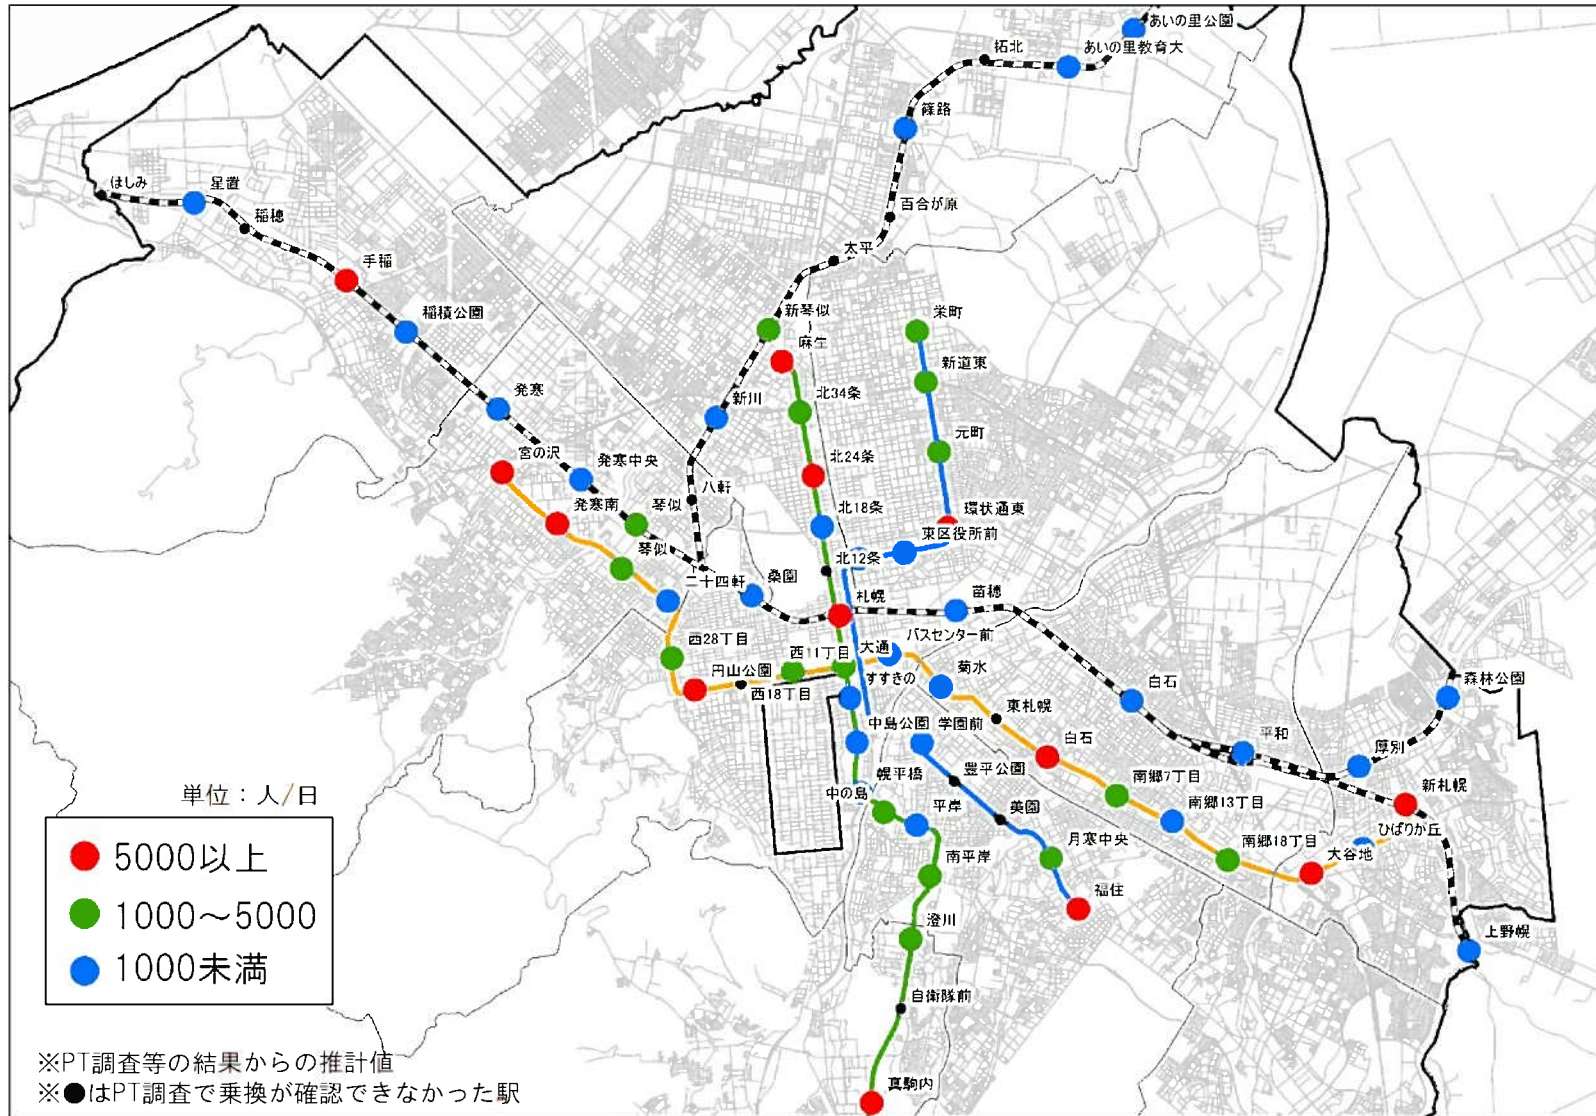 あいの里公園
拓北
あいの里教育大
篠路
ほしみ
星置
稲穂
百合が原
太平
手稲
稲積公園
新琴似
麻生
栄町
新道東
北34条
新川
発寒
元町
宮の沢
発寒中央
北24条
八軒
発寒南
琴似
北18条
環状通東
東区役所前
琴似
北12条
二十四軒
桑園
札幌
苗穂
西28丁目
西11丁目
大通
バスセンター前
円山公園
西18丁目
すすきの
菊水
白石
森林公園
東札幌
中島公園
学園前
平和
厚別
白石
幌平橋
豊平公園
中の島
平岸
美園
南郷7丁目
南郷13丁目
新札幌
ひばりが丘
南平岸
月寒中央
南郷18丁目
大谷地
福住
澄川
上野幌
自衛隊前
真駒内
単位：人/日
5000以上
1000～5000
1000未満
※PT調査等の結果からの推計値
※●はPT調査で乗換が確認できなかった駅